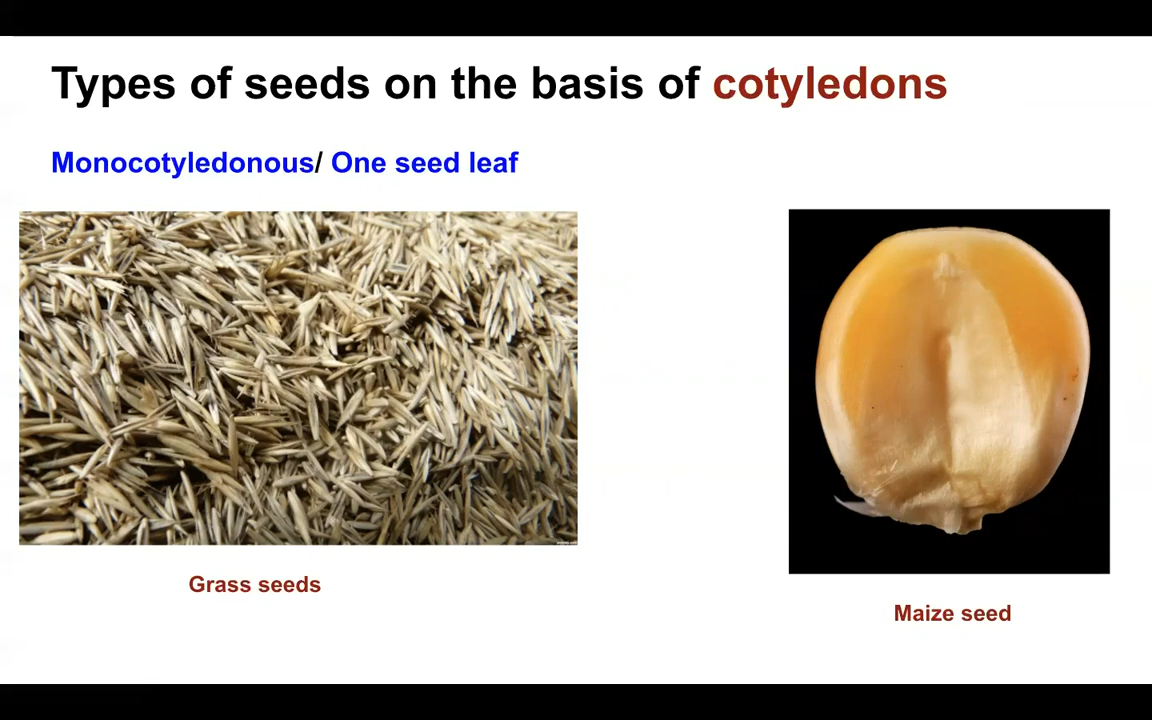 Types of seeds on the basis of cotyledons
Monocotyledonous/ One seed leaf
Grass seeds
Maize seed